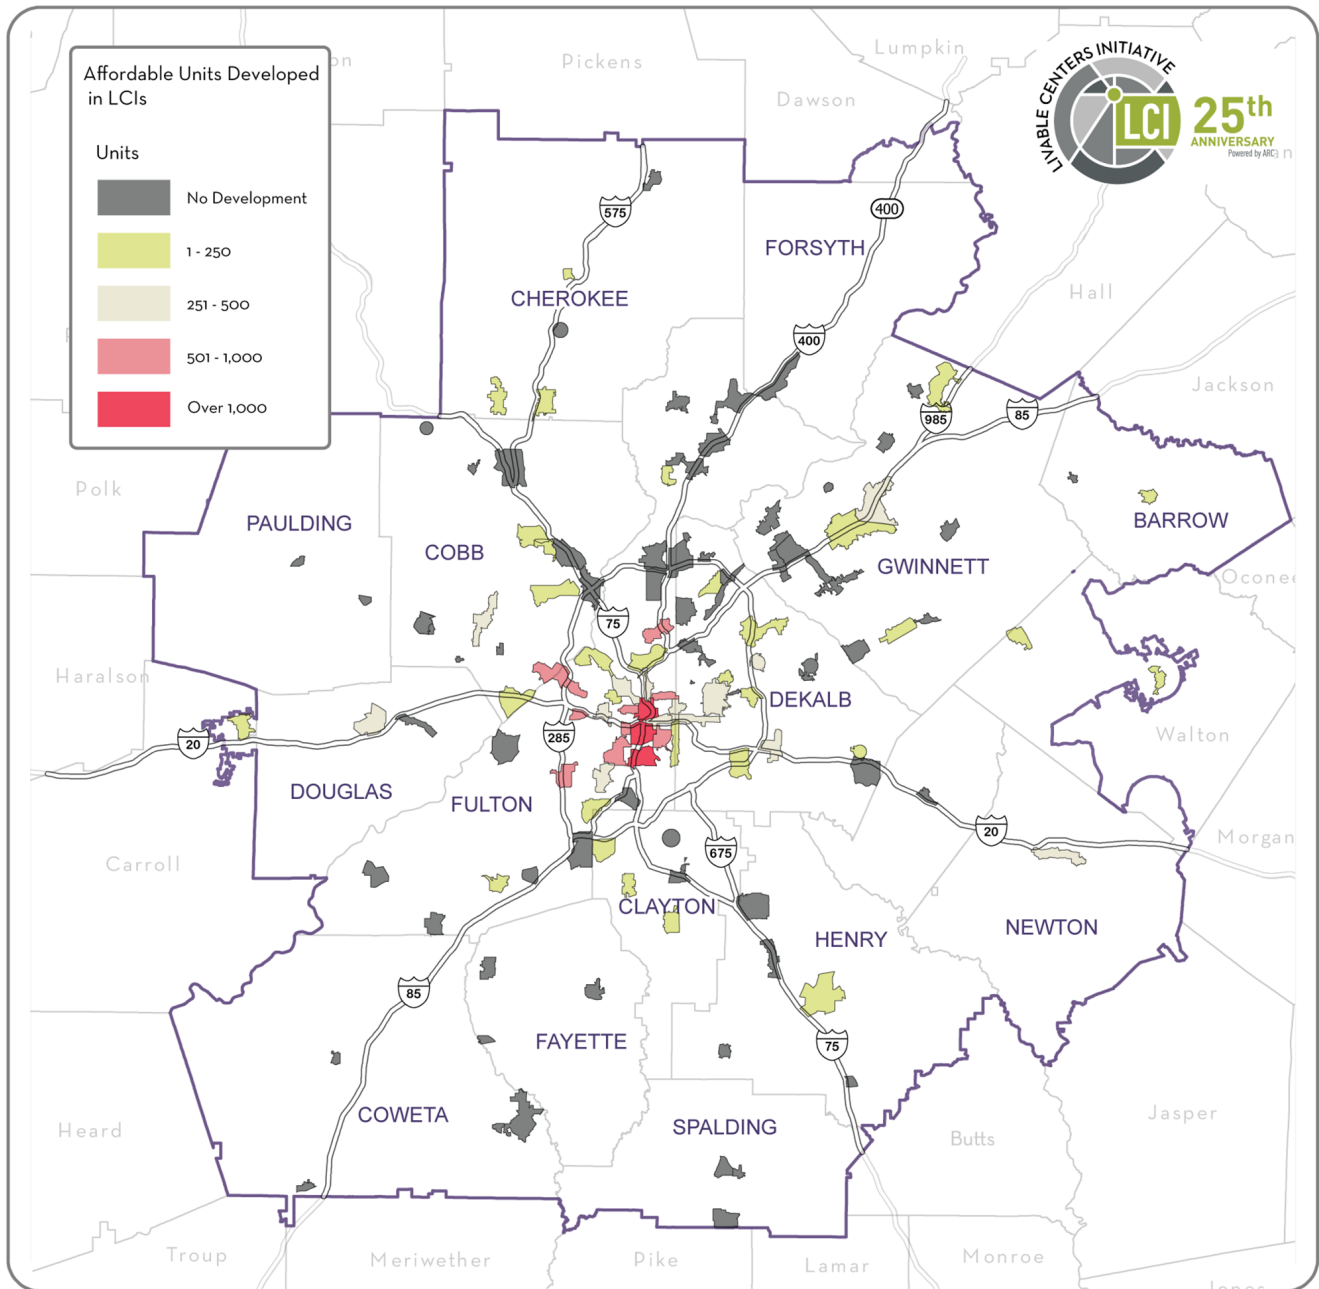 Affordable Units Developed
in LCIs
Units
No Development
1 - 250
251 - 500
501 - 1,000
Over 1,000
LIVABLE CENTERS INITIATIVE
LCI
25th
ANNIVERSARY
Powered by ARC
Pickens
Lumpkin
Dawson
575
400
FORSYTH
CHEROKEE
Hall
400
Jackson
985
85
Polk
PAULDING
COBB
BARROW
GWINNETT
Oconee
75
Haralson
DEKALB
20
285
Walton
DOUGLAS
FULTON
20
Morgan
Carroll
675
CLAYTON
HENRY
NEWTON
85
FAYETTE
75
COWETA
SPALDING
Heard
Butts
Jasper
Troup
Meriwether
Pike
Lamar
Monroe